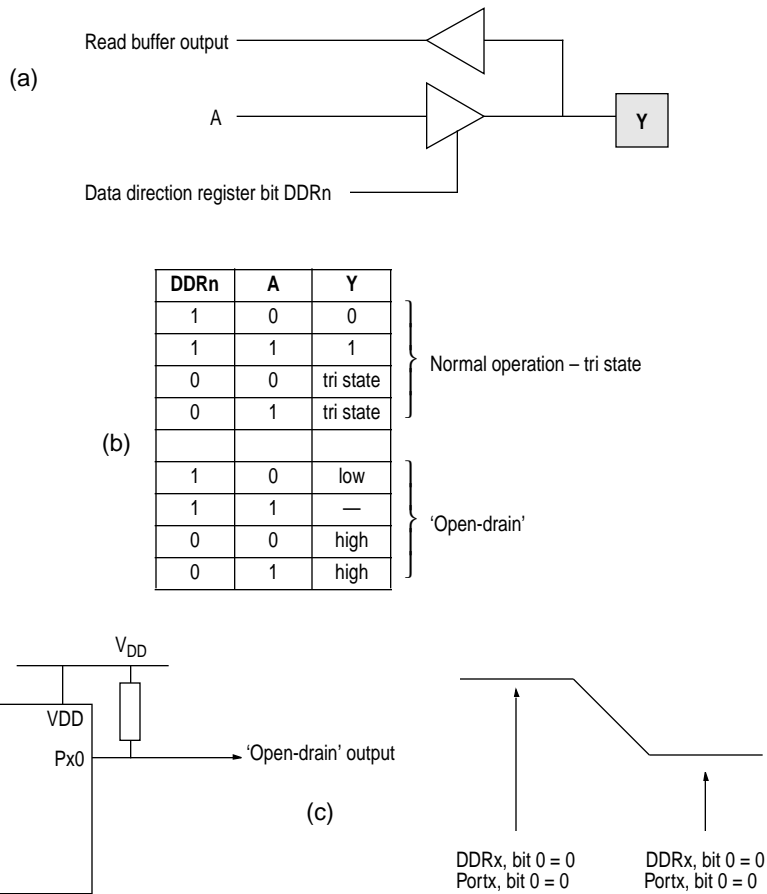 (a)
Read buffer output
A
Y
Data direction register bit DDRn
(b)
DDRn A Y
1 0 0
1 1 1
0 0 tri state
0 1 tri state
Normal operation – tri state
1 0 low
1 1 —
0 0 high
0 1 high
‘Open-drain’
(c)
VDD
VDD
Px0
‘Open-drain’ output
DDRx, bit 0 = 0
Portx, bit 0 = 0
DDRx, bit 0 = 0
Portx, bit 0 = 0